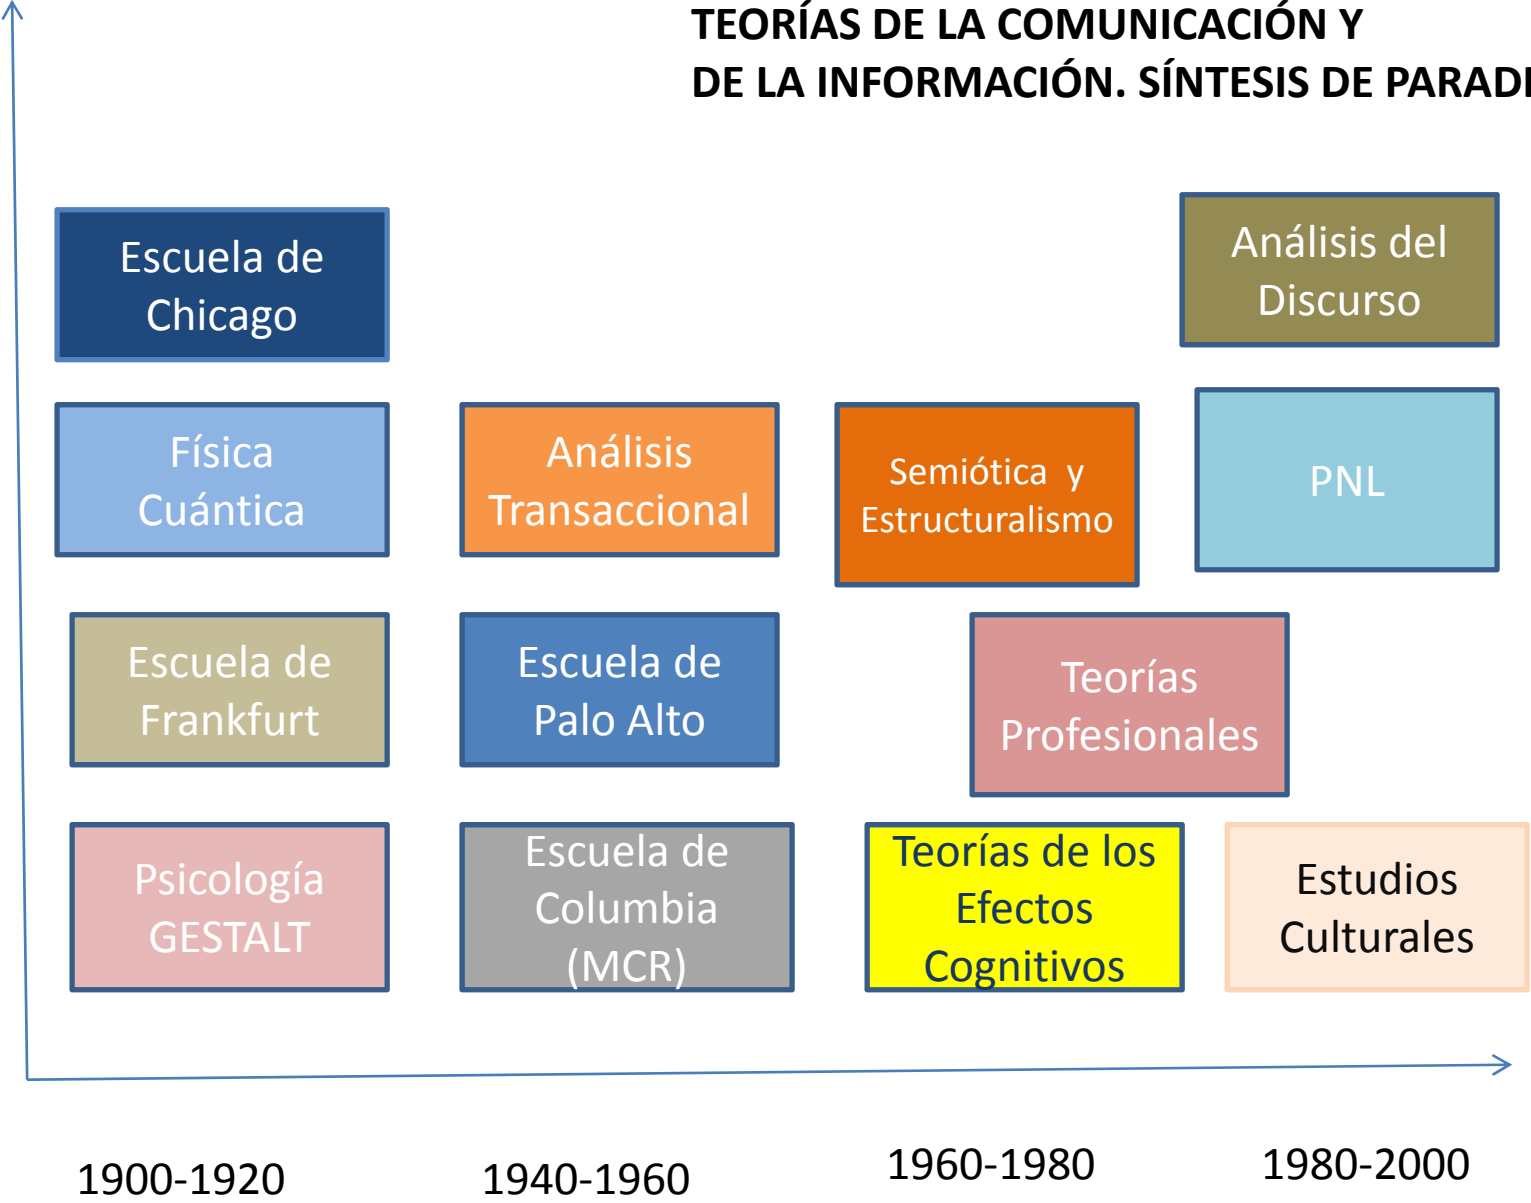 TEORÍAS DE LA COMUNICACIÓN Y
DE LA INFORMACIÓN. SÍNTESIS DE
Escuela de
Chicago
Análisis del
Discurso
Física
Cuántica
Análisis
Transaccional
Semiótica y
Estructuralismo
PNL
Escuela de
Frankfurt
Escuela de
Palo Alto
Teorías
Profesionales
Psicología
GESTALT
Escuela de
Columbia
(MCR)
Teorías de los
Efectos
Cognitivos
Estudios
Culturales
1900-1920
1940-1960
1960-1980
1980-2000